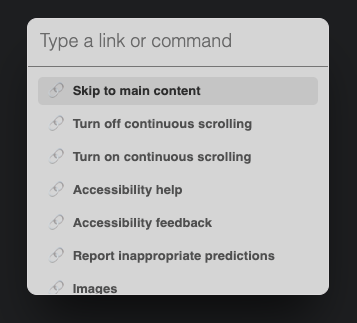 Type a link or command
Skip to main content
Turn off continuous scrolling
Turn on continuous scrolling
Accessibility help
Accessibility feedback
Report inappropriate predictions
Images